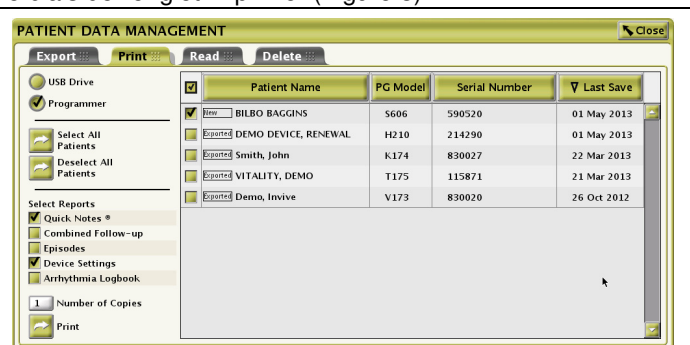 PATIENT DATA MANAGEMENT
Close
Export Print Read Delete
USB Drive
Programmer
Select All
Patients
Deselect All
Patients
Select Reports
Quick Notes ®
Combined Follow-up
Episodes
Device Settings
Arrhythmia Logbook
1 Number of Copies
Print
Patient Name PG Model Serial Number Last Save
New BILBO BAGGINS S606 590520 01 May 2013
Exported DEMO DEVICE, RENEWAL H210 214290 01 May 2013
Exported Smith, John K174 830027 22 Mar 2013
Exported VITALITY, DEMO T175 115871 21 Mar 2013
Exported Demo, Invive V173 830020 26 Oct 2012